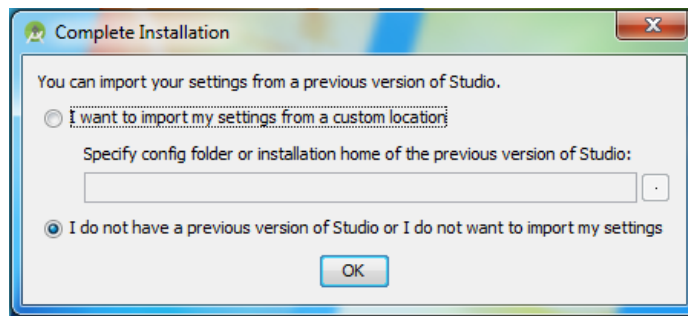 Complete Installation
You can import your settings from a previous version of Studio.
I want to import my settings from a custom location
Specify config folder or installation home of the previous version of Studio:
.
I do not have a previous version of Studio or I do not want to import my settings
OK